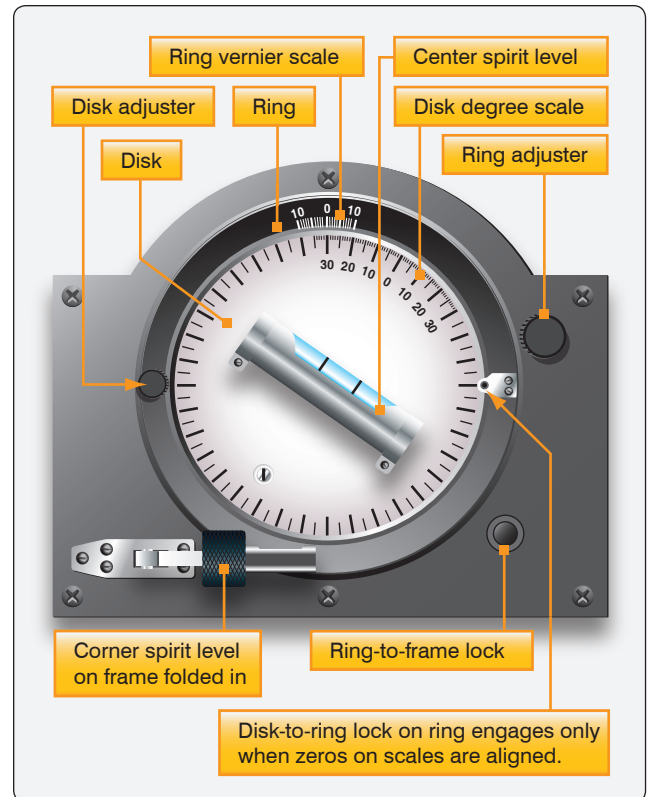 Ring vernier scale
Center spirit level
Disk adjuster
Ring
Disk degree scale
Disk
Ring adjuster
10 0 10
30 20 10 0 10 20 30
Corner spirit level
on frame folded in
Ring-to-frame lock
Disk-to-ring lock on ring engages only
when zeros on scales are aligned.